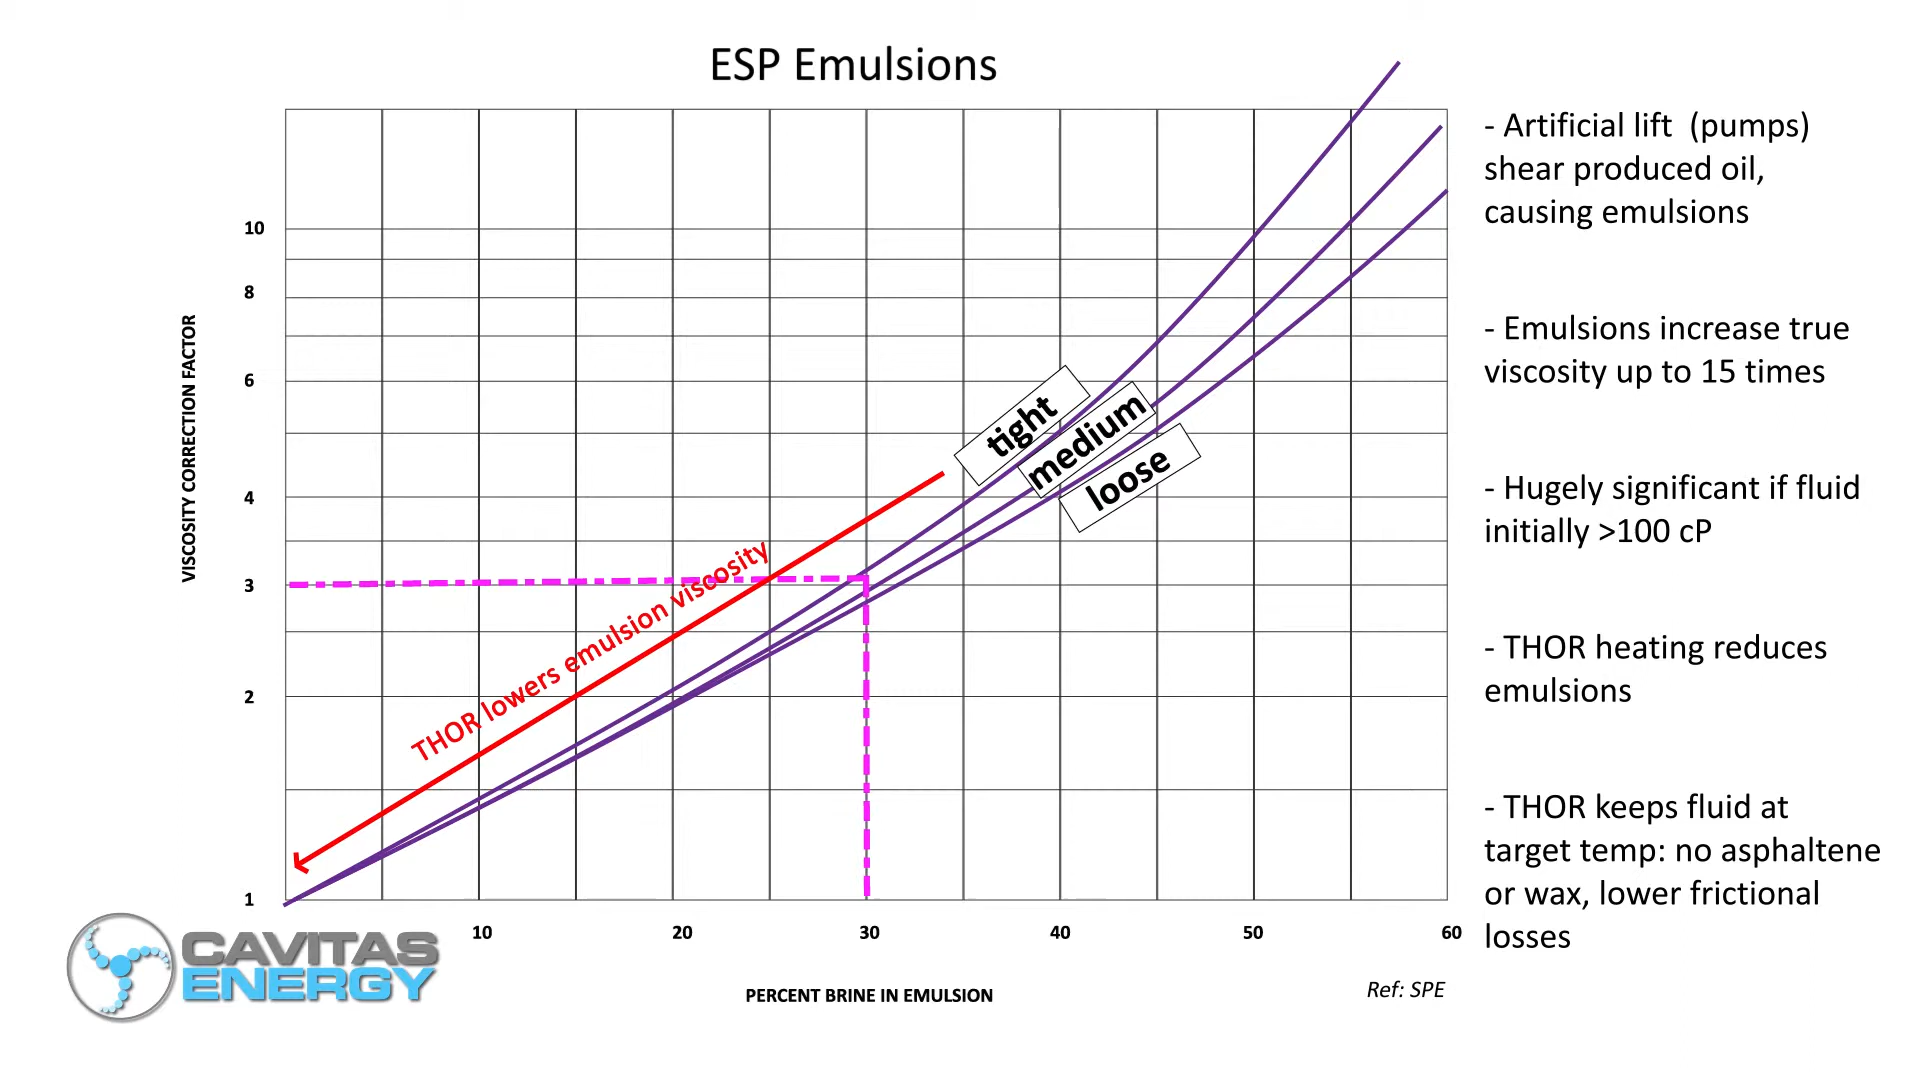 ESP Emulsions
10
8
6
4
3
2
1
VISCOSITY CORRECTION FACTOR
tight
medium
loose
THOR lowers emulsion viscosity
10 20 30 40 50 60
PERCENT BRINE IN EMULSION
Ref: SPE
CAVITAS
ENERGY
- Artificial lift (pumps)
shear produced oil,
causing emulsions
- Emulsions increase true
viscosity up to 15 times
- Hugely significant if fluid
initially >100 cP
- THOR heating reduces
emulsions
- THOR keeps fluid at
target temp: no asphaltene
or wax, lower frictional
losses